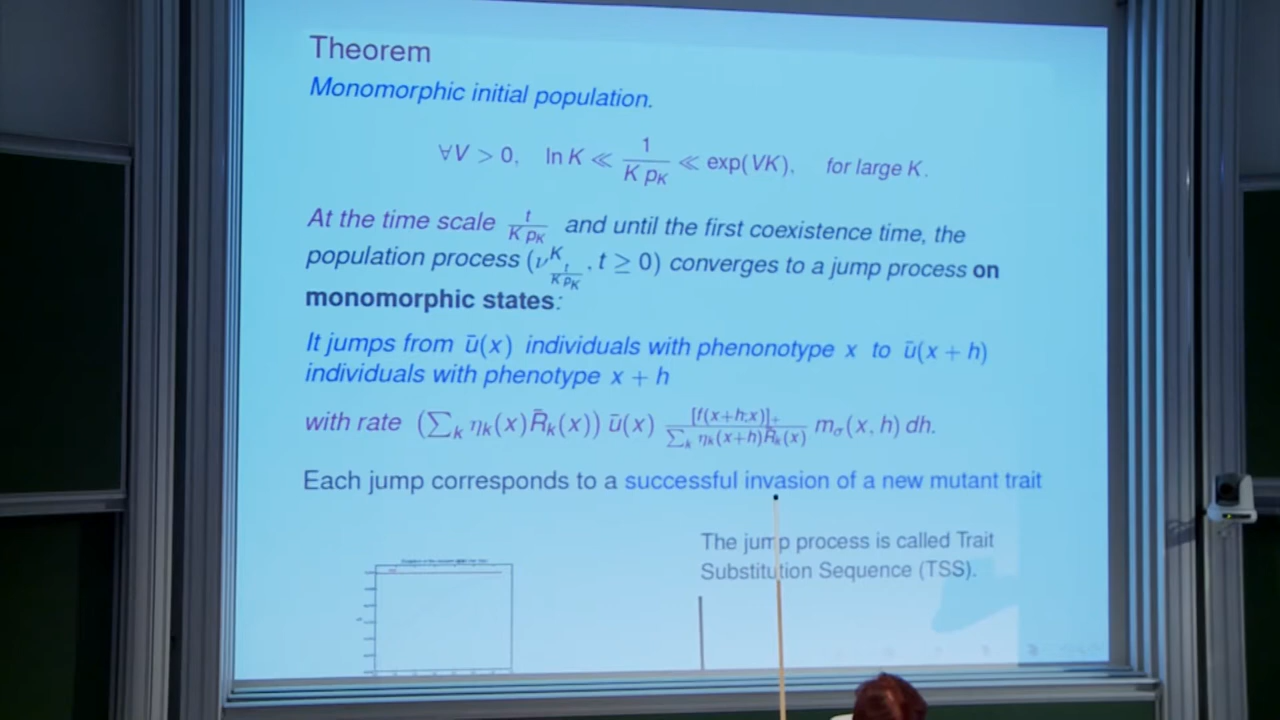 Theorem
Monomorphic initial population.
∀V > 0, ln K ≪ 1/(K p_K) ≪ exp(VK), for large K.
At the time scale t/(K p_K) and until the first coexistence time, the
population process (ν^K_{t/(K p_K)}, t ≥ 0) converges to a jump process on
monomorphic states:
It jumps from ū(x) individuals with phenonotype x to ū(x + h)
individuals with phenotype x + h
with rate (∑_k η_k(x)R̄_k(x)) ū(x) [f(x+h;x)]_+ / ∑_k η_k(x+h)R̄_k(x) m_σ(x, h) dh.
Each jump corresponds to a successful invasion of a new mutant trait
The jump process is called Trait
Substitution Sequence (TSS).